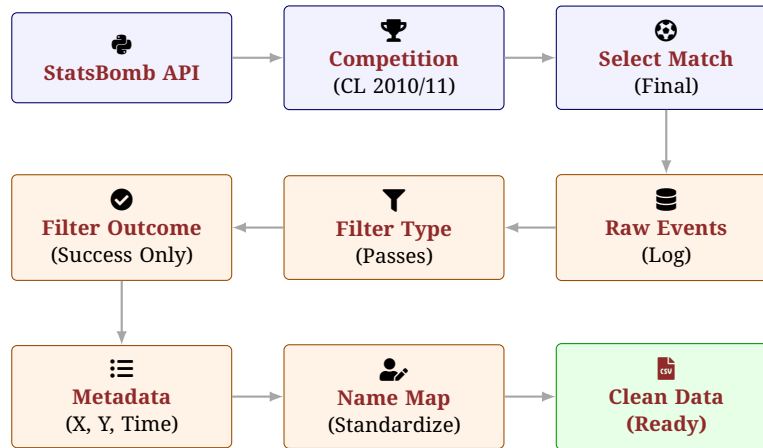 StatsBomb API
Competition
(CL 2010/11)
Select Match
(Final)
Raw Events
(Log)
Filter Type
(Passes)
Filter Outcome
(Success Only)
Metadata
(X, Y, Time)
Name Map
(Standardize)
CSV
Clean Data
(Ready)